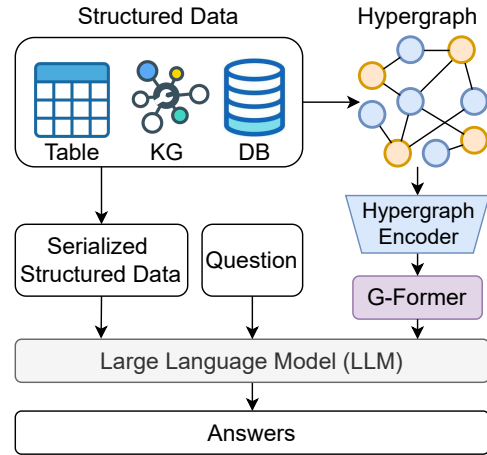 Structured Data
Hypergraph
Table
KG
DB
Serialized
Structured Data
Question
Hypergraph
Encoder
G-Former
Large Language Model (LLM)
Answers